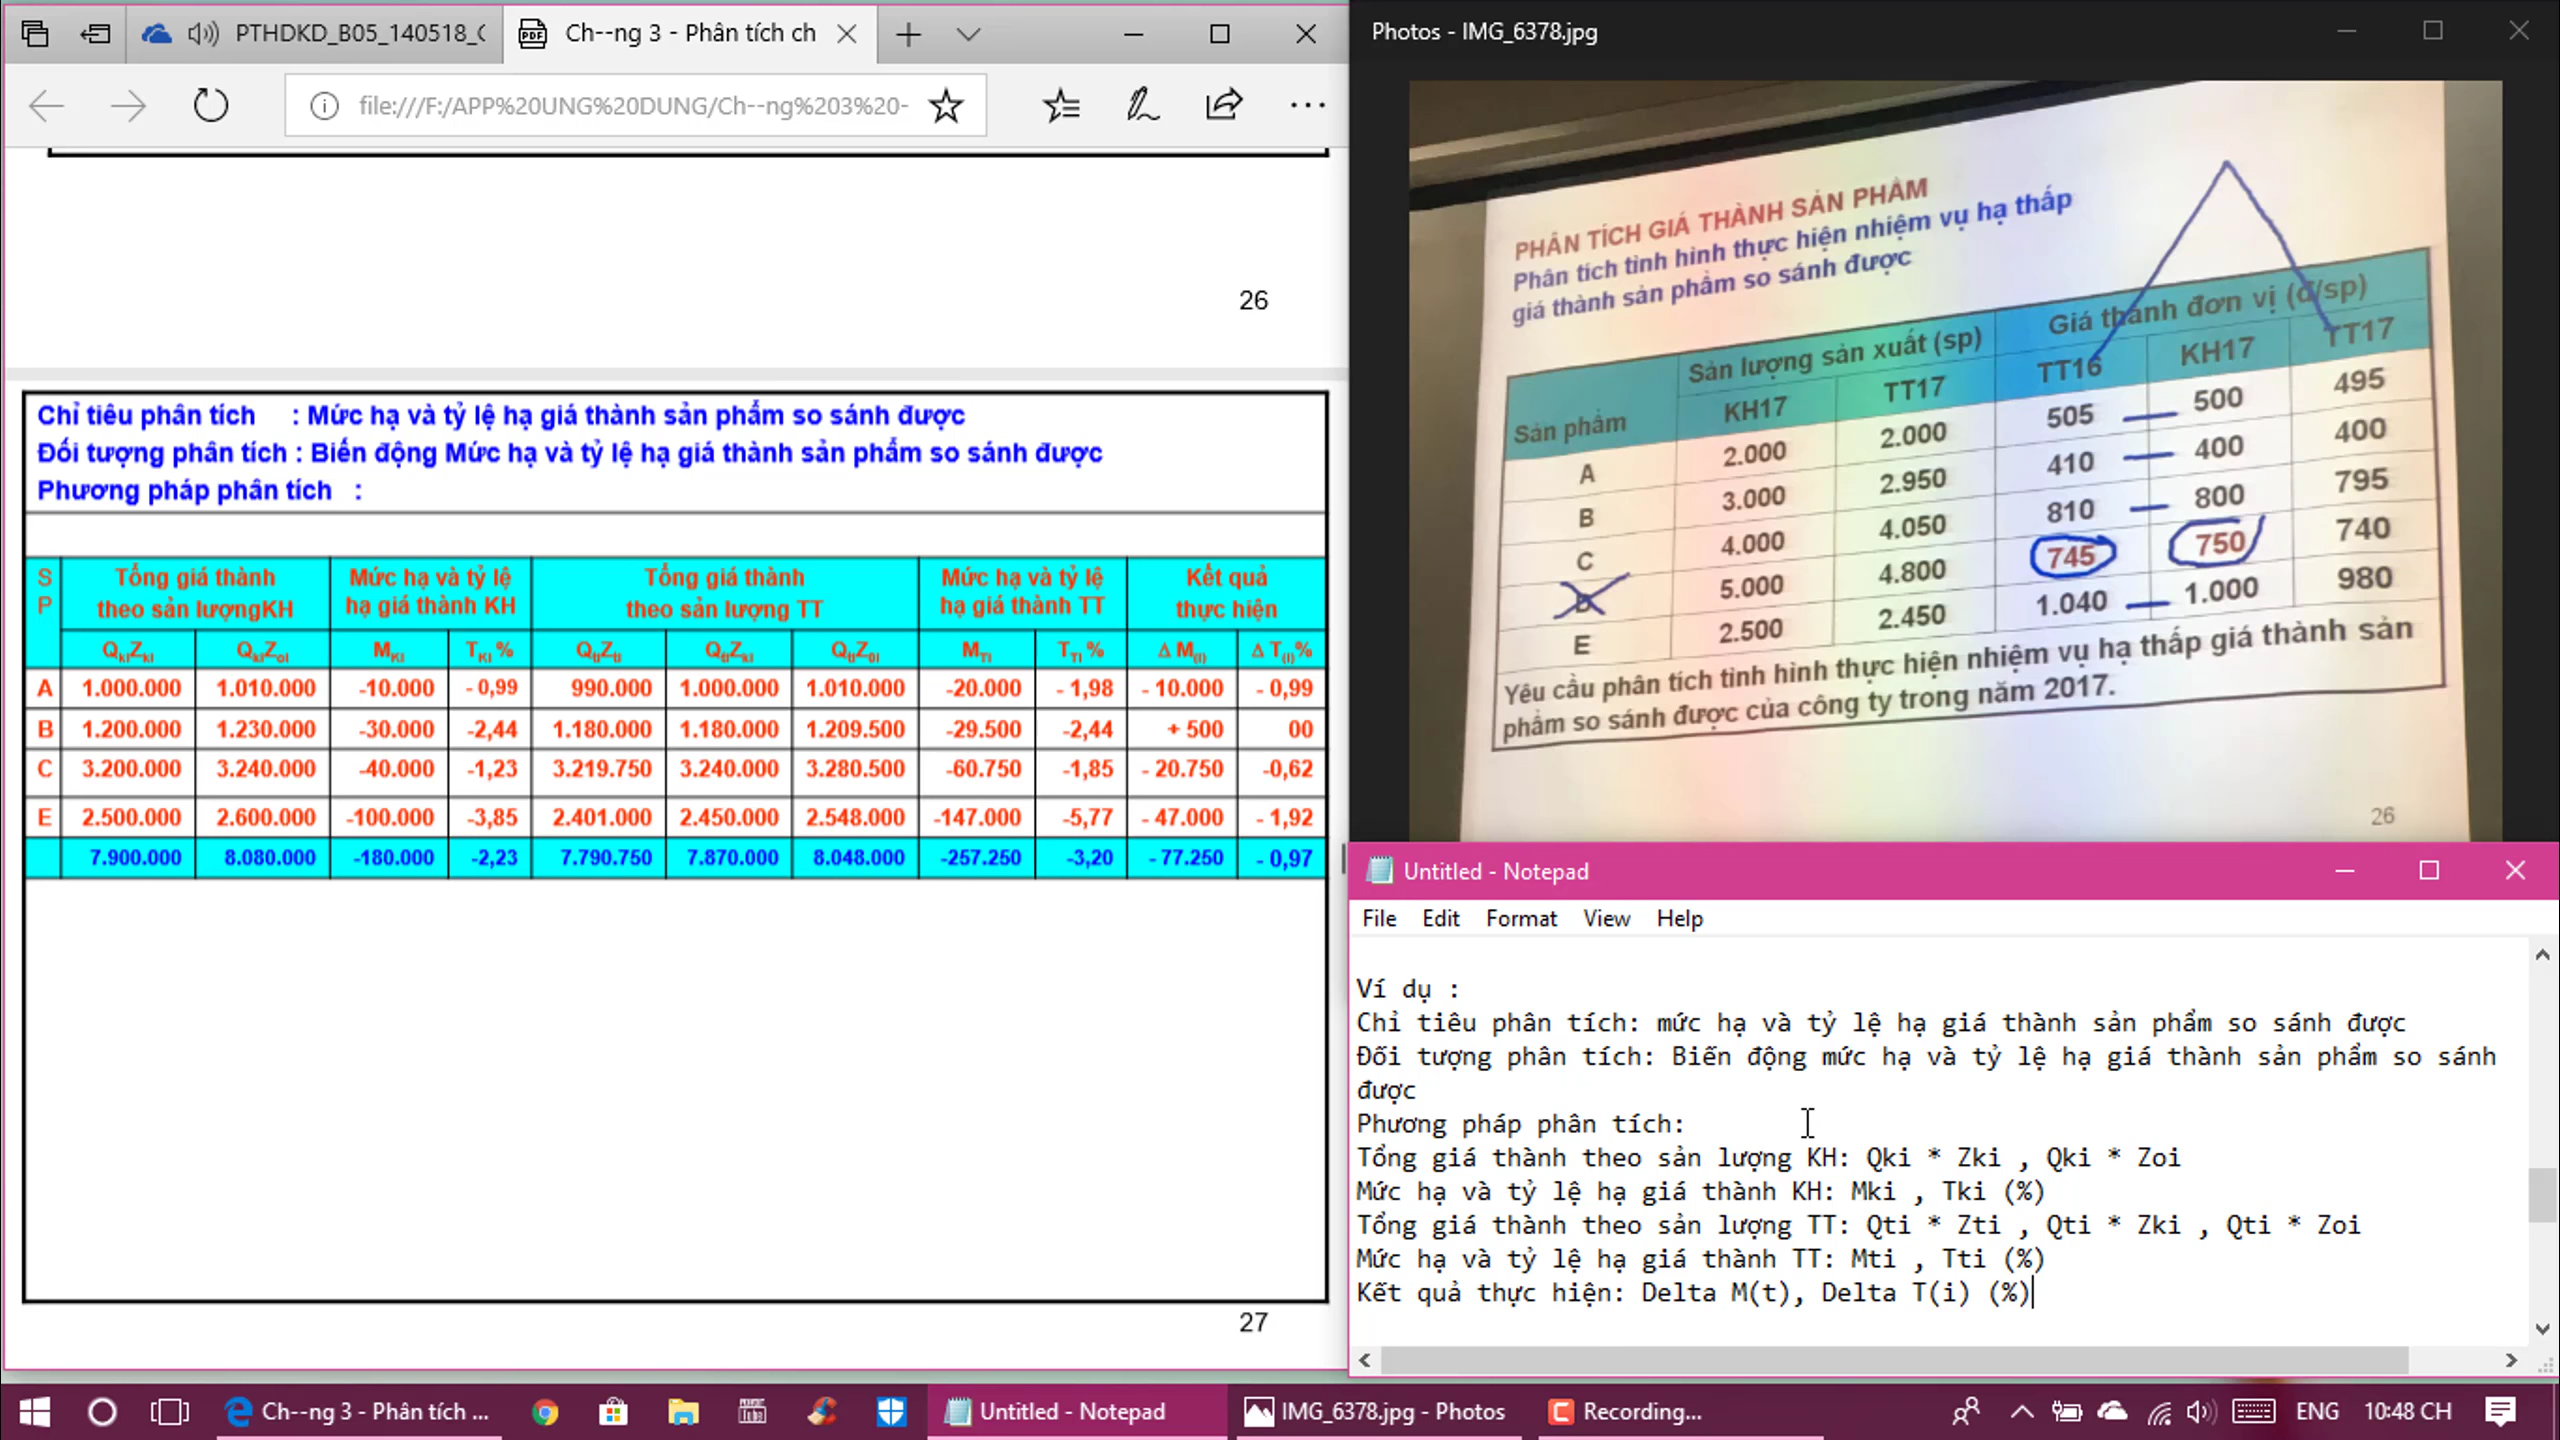 PTHDKD_B05_140518_C
Ch--ng 3 - Phân tích ch
file:///F:/APP%20UNG%20DUNG/Ch--ng%203%20-
26
Chỉ tiêu phân tích : Mức hạ và tỷ lệ hạ giá thành sản phẩm so sánh được
Đối tượng phân tích : Biến động Mức hạ và tỷ lệ hạ giá thành sản phẩm so sánh được
Phương pháp phân tích :
S P Tổng giá thành theo sản lượngKH Mức hạ và tỷ lệ hạ giá thành KH Tổng giá thành theo sản lượng TT Mức hạ và tỷ lệ hạ giá thành TT Kết quả thực hiện
QkiZki QkiZoi MKi TKi % QtiZti QtiZki QtiZ0i MTi TTi % Δ M(i) Δ T(i)%
A 1.000.000 1.010.000 -10.000 - 0,99 990.000 1.000.000 1.010.000 -20.000 - 1,98 - 10.000 - 0,99
B 1.200.000 1.230.000 -30.000 -2,44 1.180.000 1.180.000 1.209.500 -29.500 -2,44 + 500 00
C 3.200.000 3.240.000 -40.000 -1,23 3.219.750 3.240.000 3.280.500 -60.750 -1,85 - 20.750 -0,62
E 2.500.000 2.600.000 -100.000 -3,85 2.401.000 2.450.000 2.548.000 -147.000 -5,77 - 47.000 - 1,92
7.900.000 8.080.000 -180.000 -2,23 7.790.750 7.870.000 8.048.000 -257.250 -3,20 - 77.250 - 0,97
27
Photos - IMG_6378.jpg
PHÂN TÍCH GIÁ THÀNH SẢN PHẨM
Phân tích tình hình thực hiện nhiệm vụ hạ thấp
giá thành sản phẩm so sánh được
Sản phẩm Sản lượng sản xuất (sp) Giá thành đơn vị (đ/sp)
KH17 TT17 TT16 KH17 TT17
A 2.000 2.000 505 500 495
B 3.000 2.950 410 400 400
C 4.000 4.050 810 800 795
D 5.000 4.800 745 750 740
E 2.500 2.450 1.040 1.000 980
Yêu cầu phân tích tình hình thực hiện nhiệm vụ hạ thấp giá thành sản
phẩm so sánh được của công ty trong năm 2017.
26
Untitled - Notepad
File Edit Format View Help
Ví dụ :
Chỉ tiêu phân tích: mức hạ và tỷ lệ hạ giá thành sản phẩm so sánh được
Đối tượng phân tích: Biến động mức hạ và tỷ lệ hạ giá thành sản phẩm so sánh
được
Phương pháp phân tích:
Tổng giá thành theo sản lượng KH: Qki * Zki , Qki * Zoi
Mức hạ và tỷ lệ hạ giá thành KH: Mki , Tki (%)
Tổng giá thành theo sản lượng TT: Qti * Zti , Qti * Zki , Qti * Zoi
Mức hạ và tỷ lệ hạ giá thành TT: Mti , Tti (%)
Kết quả thực hiện: Delta M(t), Delta T(i) (%)
Ch--ng 3 - Phân tích ... Untitled - Notepad IMG_6378.jpg - Photos Recording... ENG 10:48 CH